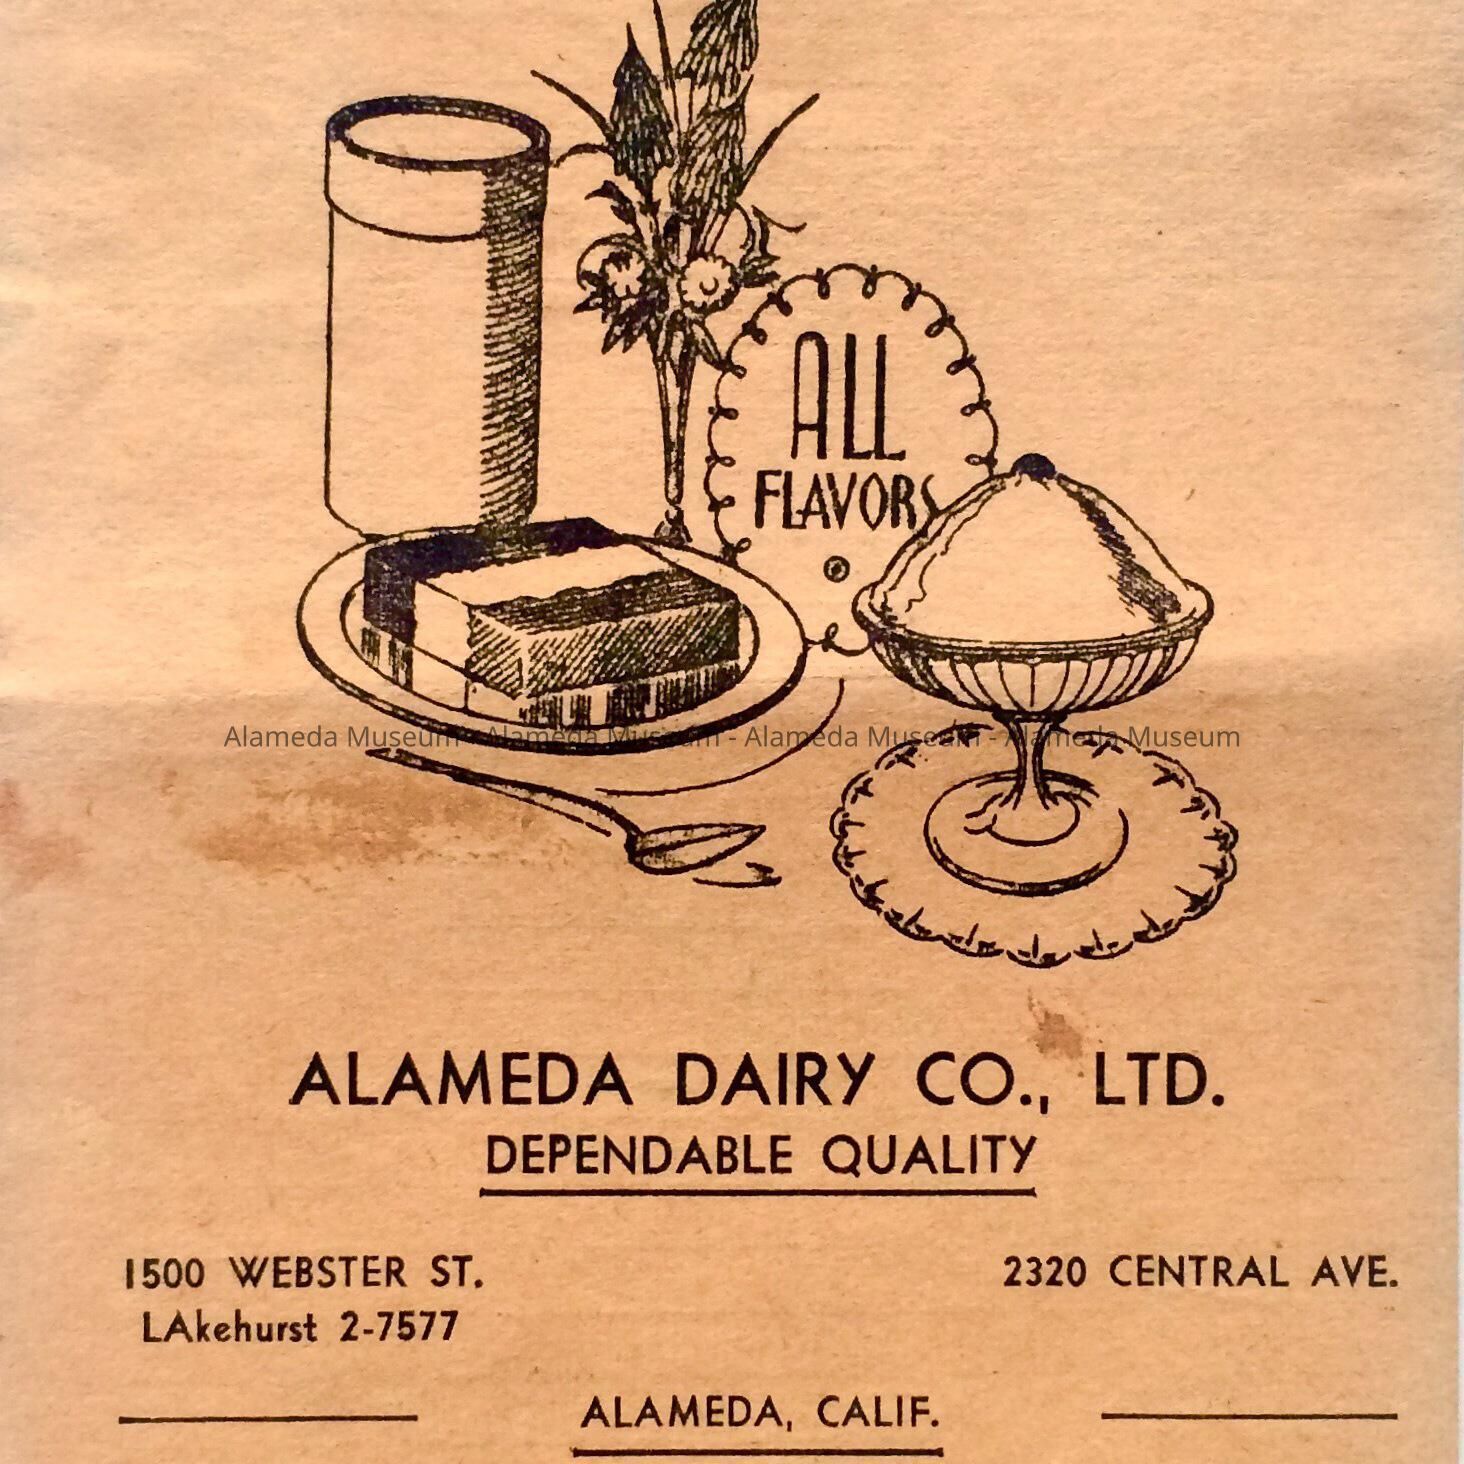 ALL
FLAVORS
Alameda Museum - Alameda Museum - Alameda Museum - Alameda Museum
ALAMEDA DAIRY CO., LTD.
DEPENDABLE QUALITY
1500 WEBSTER ST.
LAkehurst 2-7577
2320 CENTRAL AVE.
ALAMEDA, CALIF.